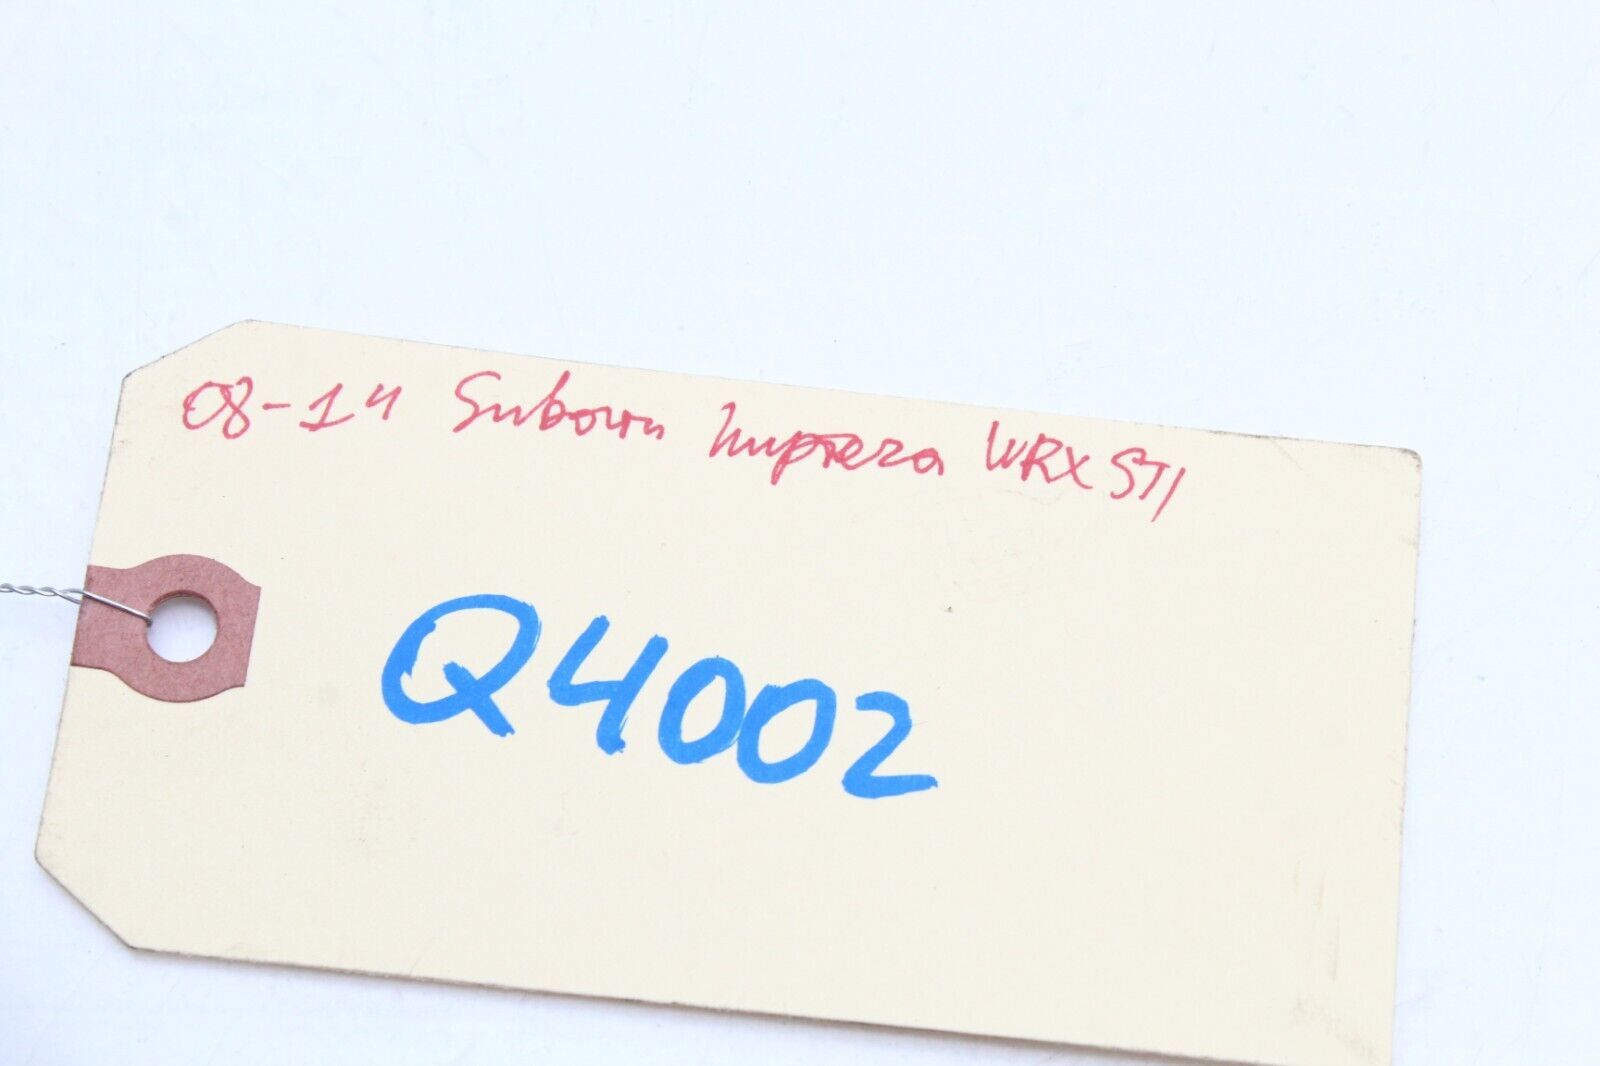 08-14 Subaru Impreza WRX STI
Q4002